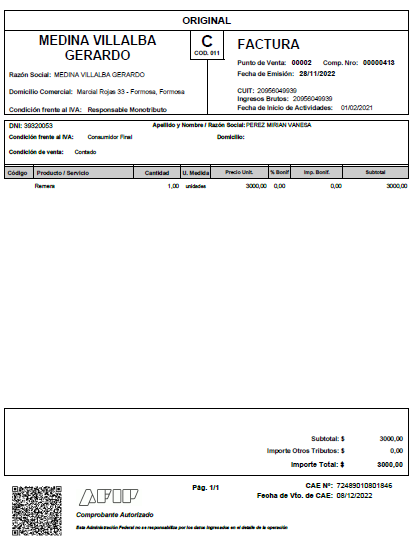 ORIGINAL
MEDINA VILLALBA
GERARDO
C
COD. 011
FACTURA
Punto de Venta: 00002 Comp. Nro: 00000413
Fecha de Emisión: 28/11/2022
Razón Social: MEDINA VILLALBA GERARDO
Domicilio Comercial: Marcial Rojas 33 - Formosa, Formosa
Condición frente al IVA: Responsable Monotributo
CUIT: 20956049939
Ingresos Brutos: 20956049939
Fecha de Inicio de Actividades: 01/02/2021
DNI: 39320053 Apellido y Nombre / Razón Social: PEREZ MIRIAN VANESA
Condición frente al IVA: Consumidor Final Domicilio:
Condición de venta: Contado
Código Producto / Servicio Cantidad U. Medida Precio Unit. % Bonif Imp. Bonif. Subtotal
Remera 1,00 unidades 3000,00 0,00 0,00 3000,00
Subtotal: $ 3000,00
Importe Otros Tributos: $ 0,00
Importe Total: $ 3000,00
AFIP
Comprobante Autorizado
Esta Administración Federal no se responsabiliza por los datos ingresados en el detalle de la operación
Pág. 1/1
CAE N°: 72489010801846
Fecha de Vto. de CAE: 08/12/2022